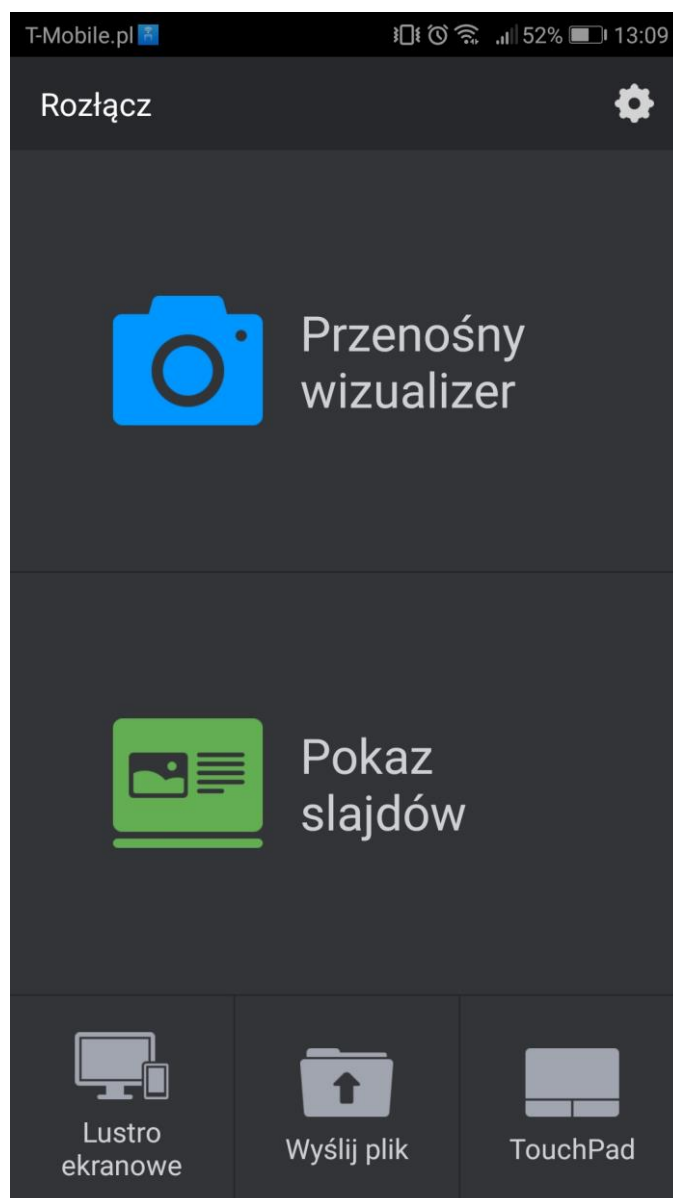 T-Mobile.pl 52% 13:09
Rozłącz
Przenośny
wizualizer
Pokaz
slajdów
Lustro
ekranowe
Wyślij plik
TouchPad